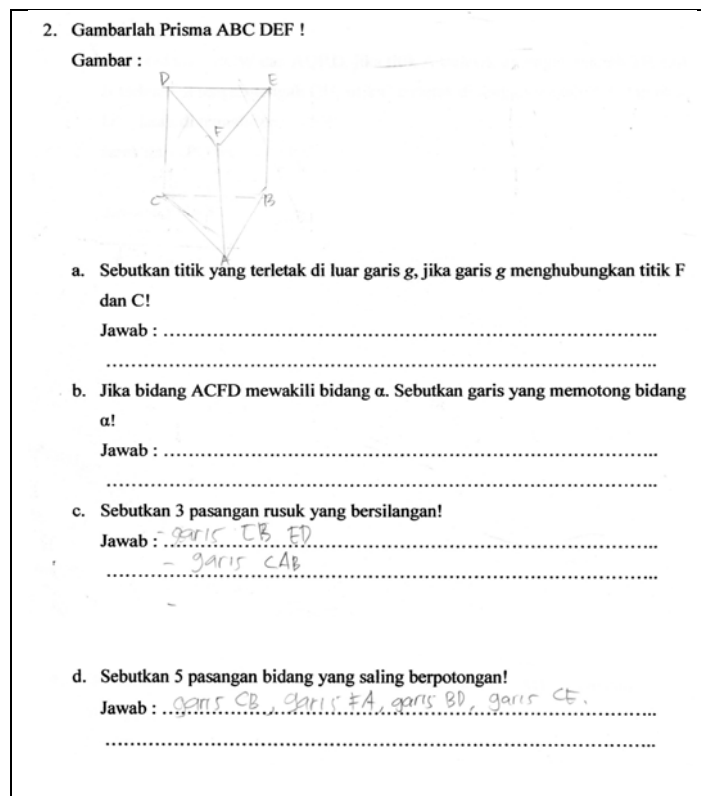 2. Gambarlah Prisma ABC DEF !
Gambar :
D E
F
C B
A
a. Sebutkan titik yang terletak di luar garis g, jika garis g menghubungkan titik F
dan C!
Jawab : ..........................................................................
..........................................................................
b. Jika bidang ACFD mewakili bidang α. Sebutkan garis yang memotong bidang
α!
Jawab : ..........................................................................
..........................................................................
c. Sebutkan 3 pasangan rusuk yang bersilangan!
Jawab : - garis CB ED
- garis CAB
-
d. Sebutkan 5 pasangan bidang yang saling berpotongan!
Jawab : garis CB, garis FA, garis BD, garis CE.
..........................................................................